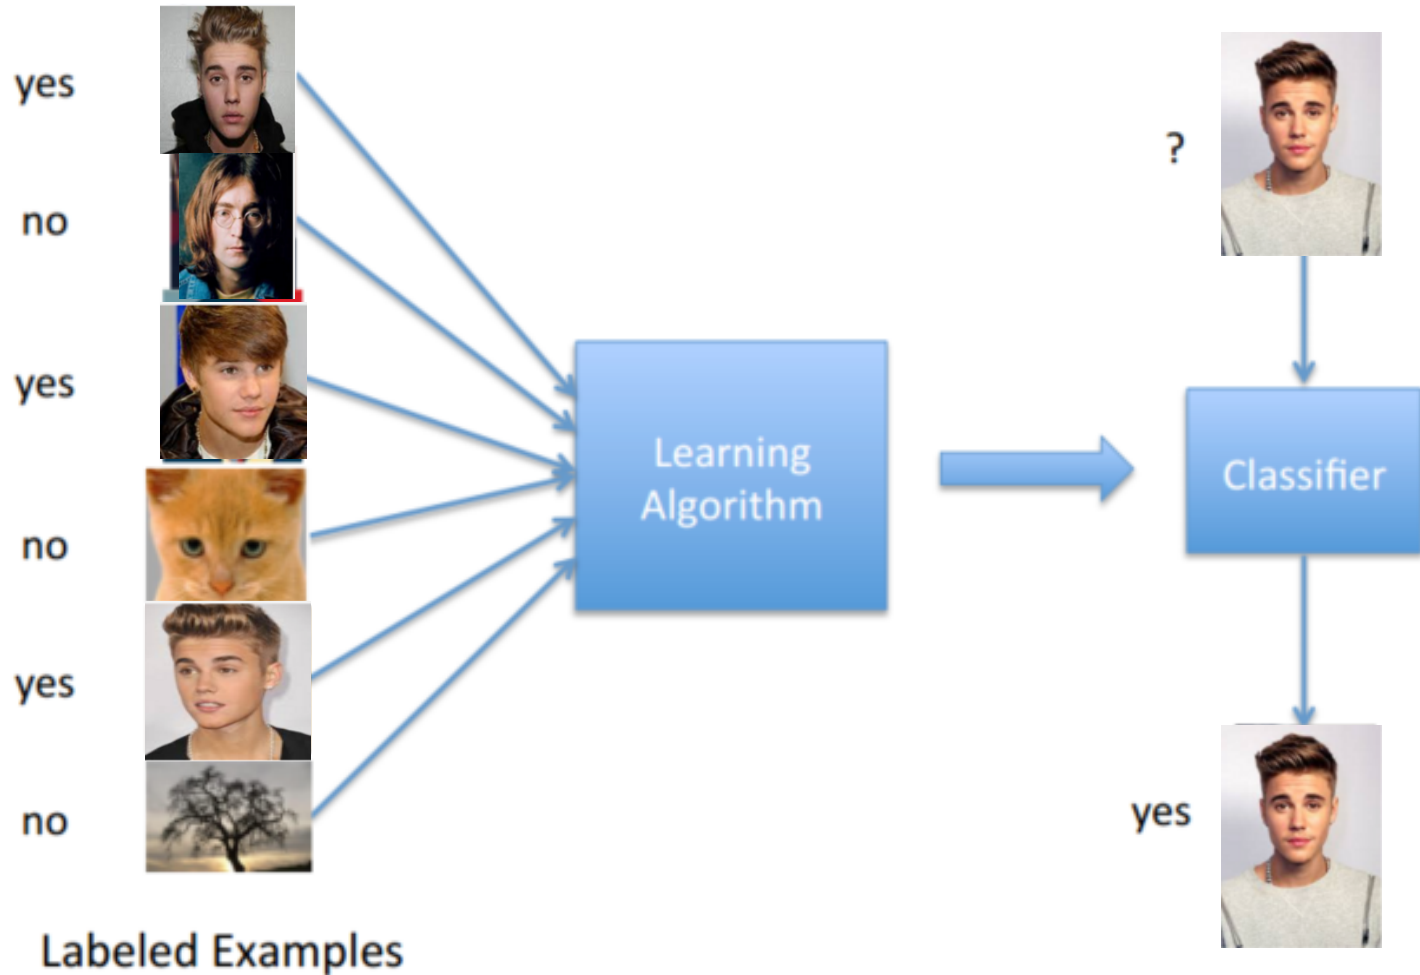 yes
no
yes
no
yes
no
Labeled Examples
Learning
Algorithm
?
Classifier
yes